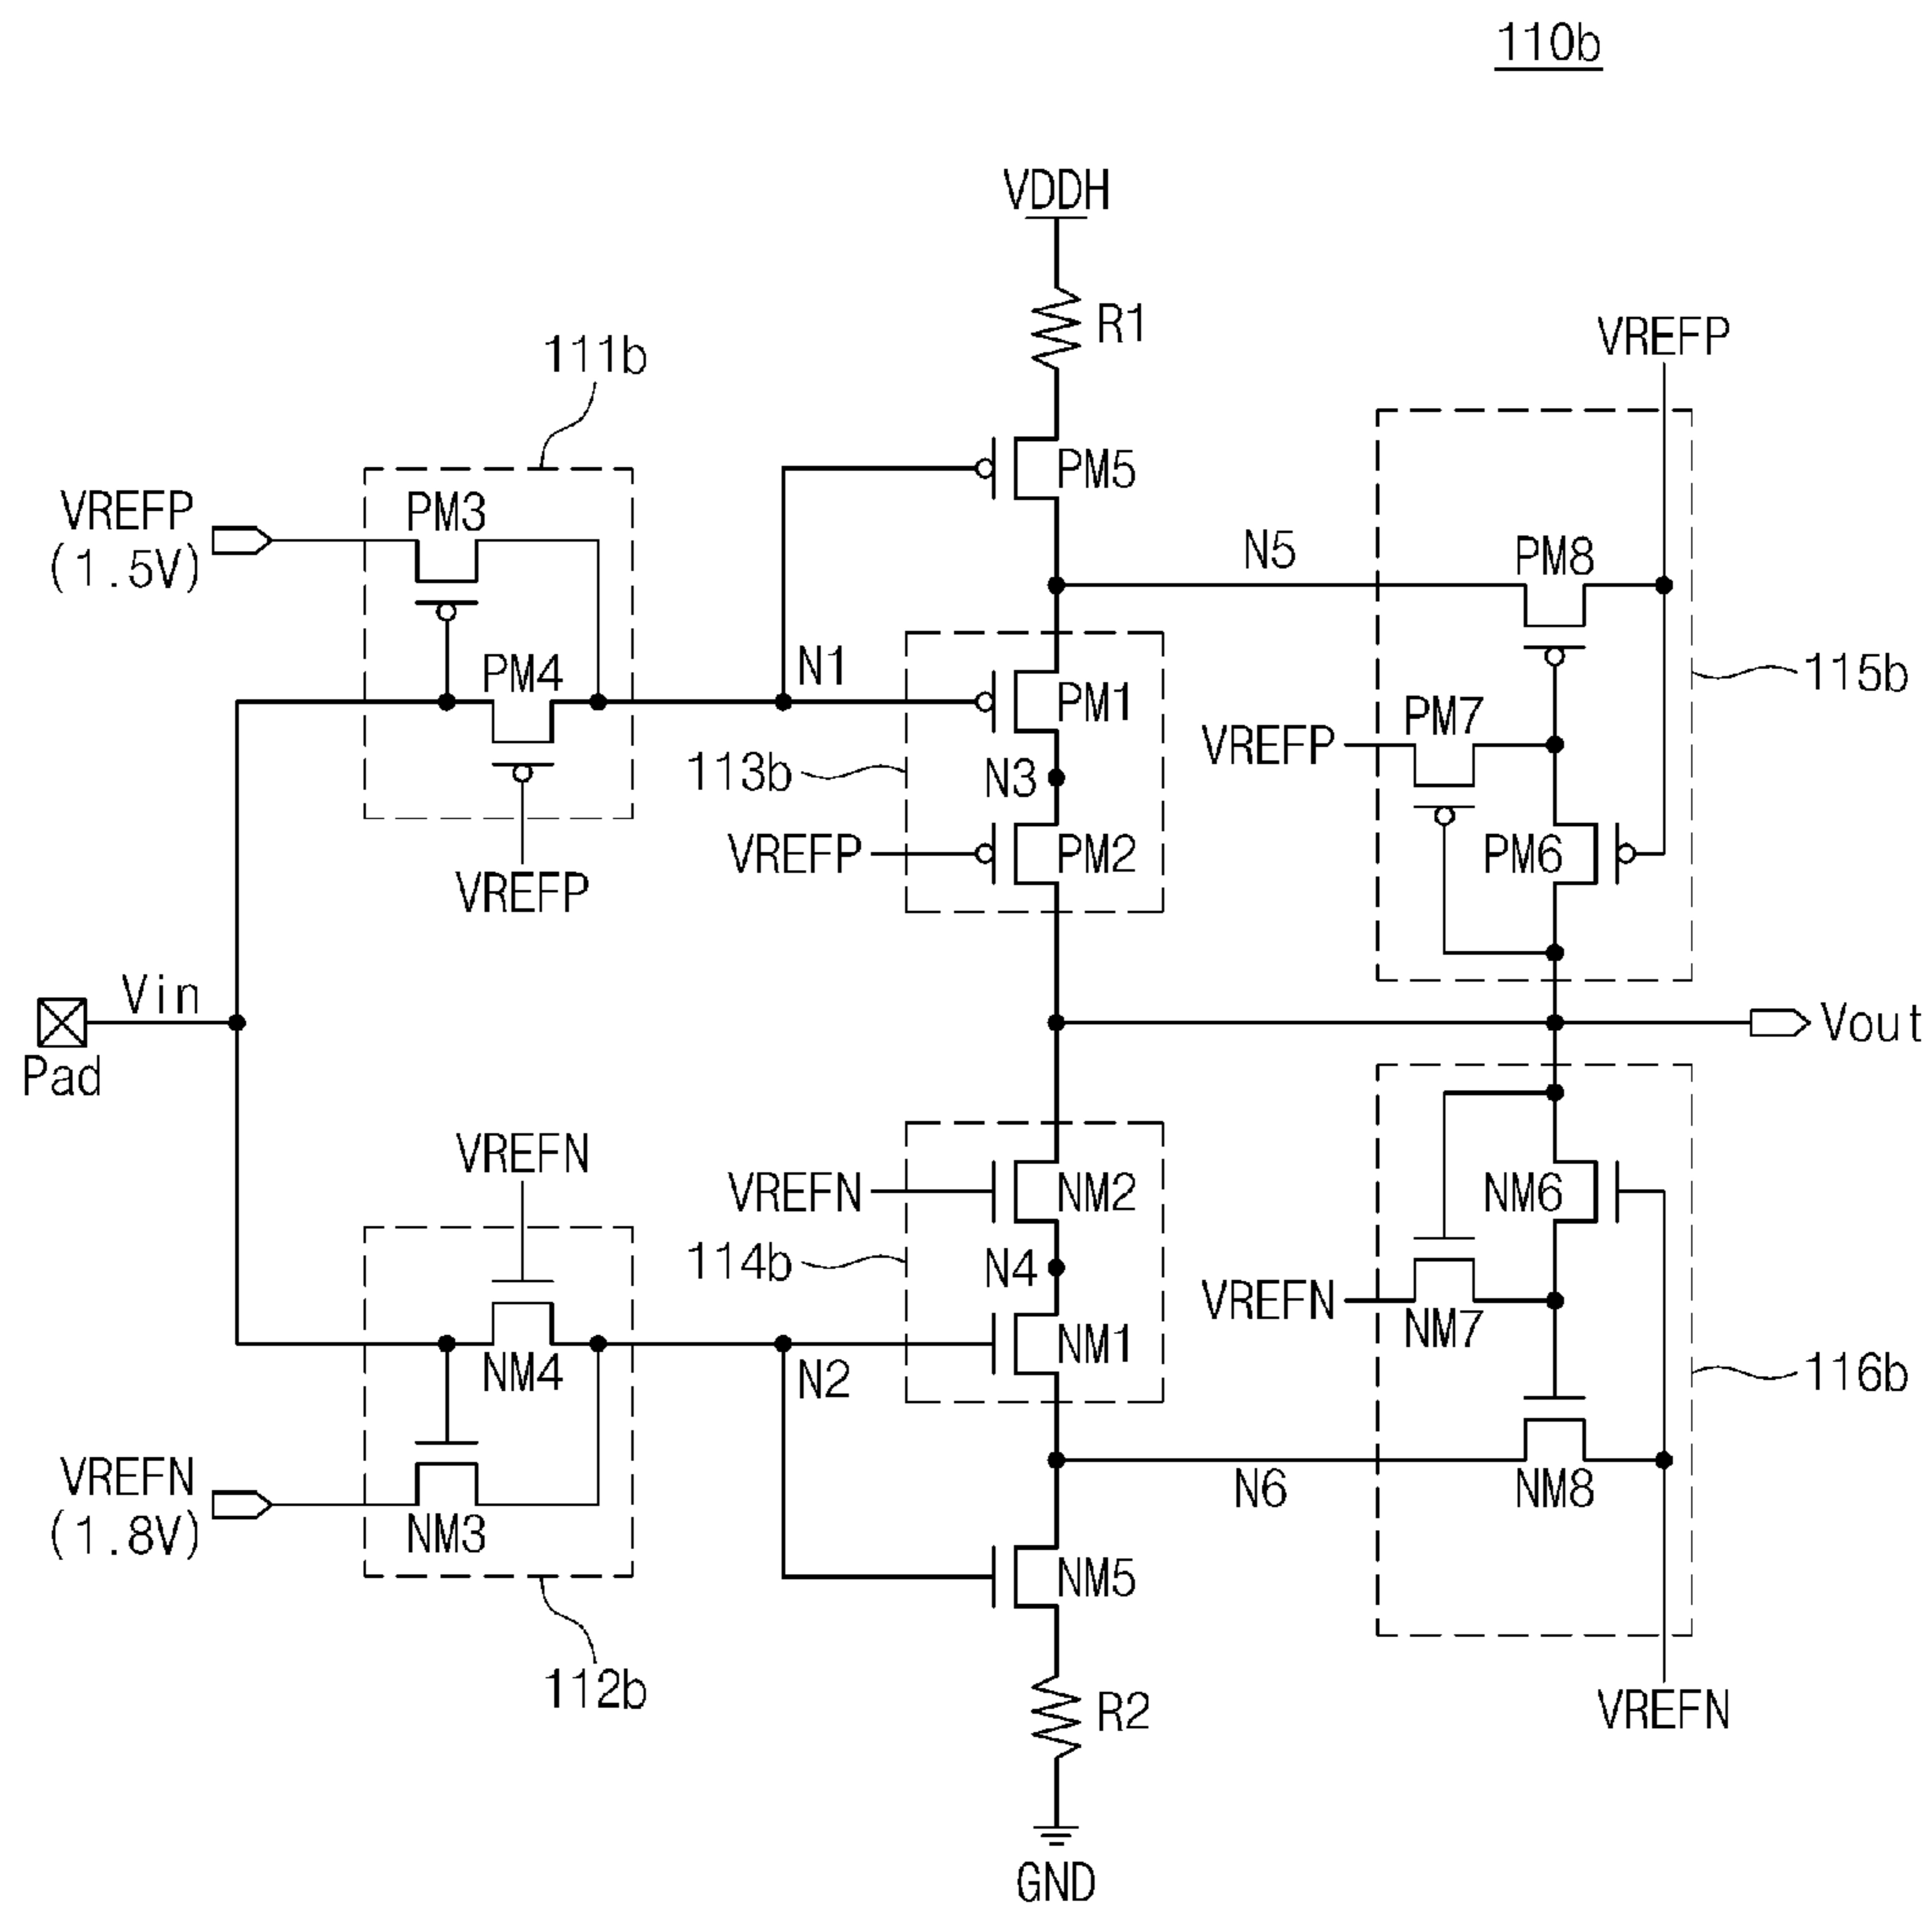 110b
VDDH
R1
VREFP
111b
PM5
VREFP
(1.5V)
PM3
N5
PM8
PM4
N1
PM1
115b
PM7
VREFP
113b
N3
VREFP
PM2
PM6
VREFP
Vin
Pad
Vout
VREFN
VREFN
NM2
NM6
114b
N4
VREFN
NM7
NM4
N2
NM1
116b
VREFN
(1.8V)
NM3
N6
NM8
NM5
112b
R2
VREFN
GND